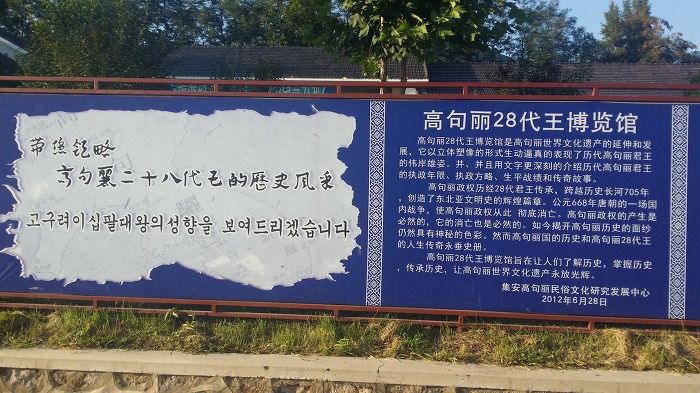 带您领略
高句丽二十八代王的歷史风采
고구려이십팔대왕의성향을 보여드리겠습니다
高句丽28代王博览馆
高句丽28代王博览馆是高句丽世界文化遗产的延伸和发
展，它以立体塑像的形式生动逼真的表现了历代高句丽君王
的伟岸雄姿、并、并且用文字更深刻的介绍历代高句丽君王
的执政年限、执政方略、生平战绩和传奇故事。
高句丽政权历经28代君王传承，跨越历史长河705年
，创造了东北亚文明史的辉煌篇章。公元668年唐朝的一场国
内战争，使高句丽政权从此 彻底消亡。高句丽政权的产生是
必然的，它的消亡也是必然的。如今揭开高句丽历史的面纱
仍然具有神秘的色彩。然而高句丽国的历史和高句丽28代王
的人生传奇永垂史册。
高句丽28代王博览馆旨在让人们了解历史，掌握历史
，传承历史，让高句丽世界文化遗产永放光辉。
集安高句丽民俗文化研究发展中心
2012年6月28日